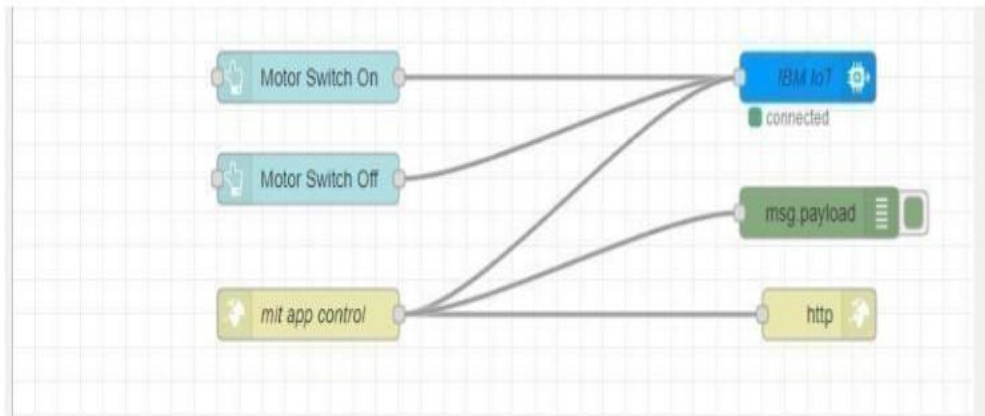 Motor Switch On
IBM IoT
connected
Motor Switch Off
msg.payload
mit app control
http